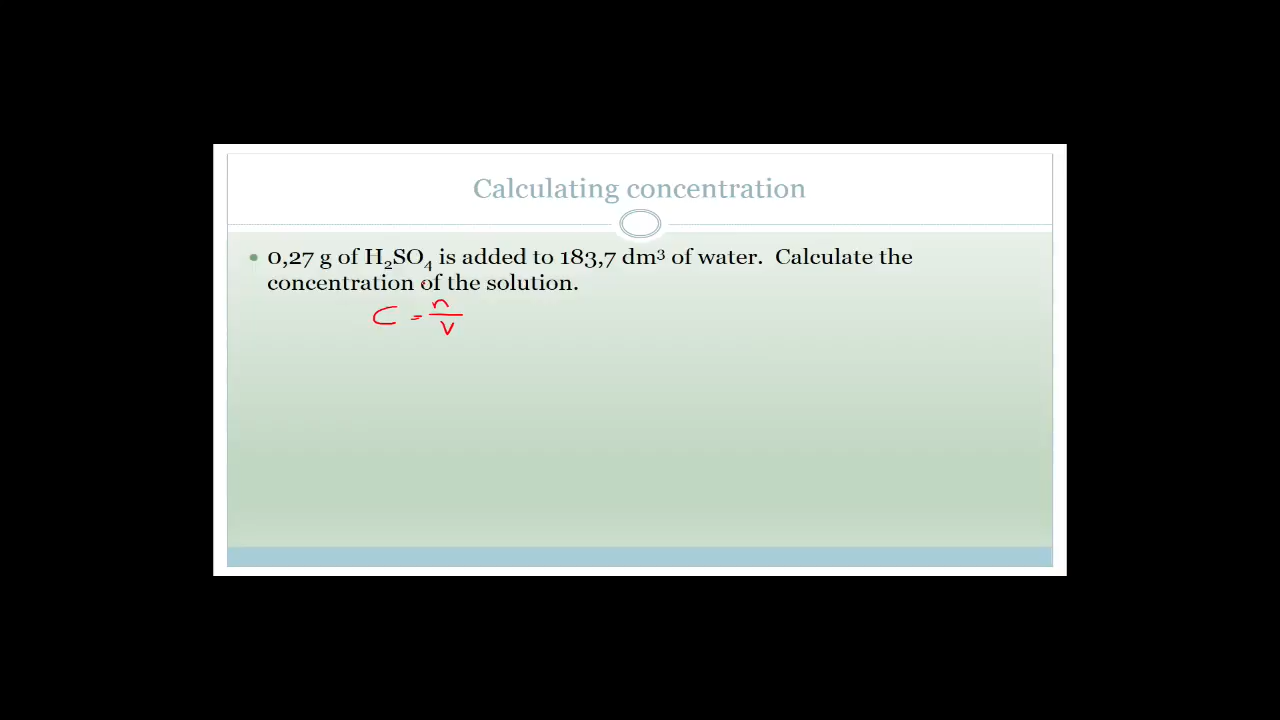 Calculating concentration
• 0,27 g of H₂SO₄ is added to 183,7 dm³ of water.  Calculate the
concentration of the solution.
C = n/v